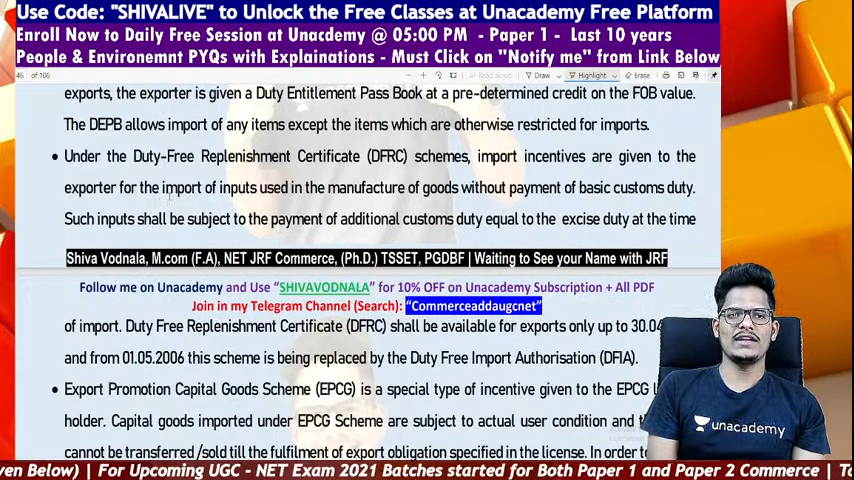 Use Code: "SHIVALIVE" to Unlock the Free Classes at Unacademy Free Platform
Enroll Now to Daily Free Session at Unacdemy @ 05:00 PM - Paper 1 - Last 10 years
People & Environemnt PYQs with Explainations - Must Click on "Notify me" from Link Below
46 of 106
Read aloud
Draw
Highlight
Erase
exports, the exporter is given a Duty Entitlement Pass Book at a pre-determined credit on the FOB value.
The DEPB allows import of any items except the items which are otherwise restricted for imports.
• Under the Duty-Free Replenishment Certificate (DFRC) schemes, import incentives are given to the
exporter for the import of inputs used in the manufacture of goods without payment of basic customs duty.
Such inputs shall be subject to the payment of additional customs duty equal to the excise duty at the time
Shiva Vodnala, M.com (F.A), NET JRF Commerce, (Ph.D.) TSSET, PGDBF | Waiting to See your Name with JRF
Follow me on Unacademy and Use "SHIVAVODNALA" for 10% OFF on Unacademy Subscription + All PDF
Join in my Telegram Channel (Search): "Commerceaddaugcnet"
of import. Duty Free Replenishment Certificate (DFRC) shall be available for exports only up to 30.04
and from 01.05.2006 this scheme is being replaced by the Duty Free Import Authorisation (DFIA).
• Export Promotion Capital Goods Scheme (EPCG) is a special type of incentive given to the EPCG
holder. Capital goods imported under EPCG Scheme are subject to actual user condition and
cannot be transferred /sold till the fulfilment of export obligation specified in the license. In order to
unacademy
ven Below) | For Upcoming UGC - NET Exam 2021 Batches started for Both Paper 1 and Paper 2 Commerce | To